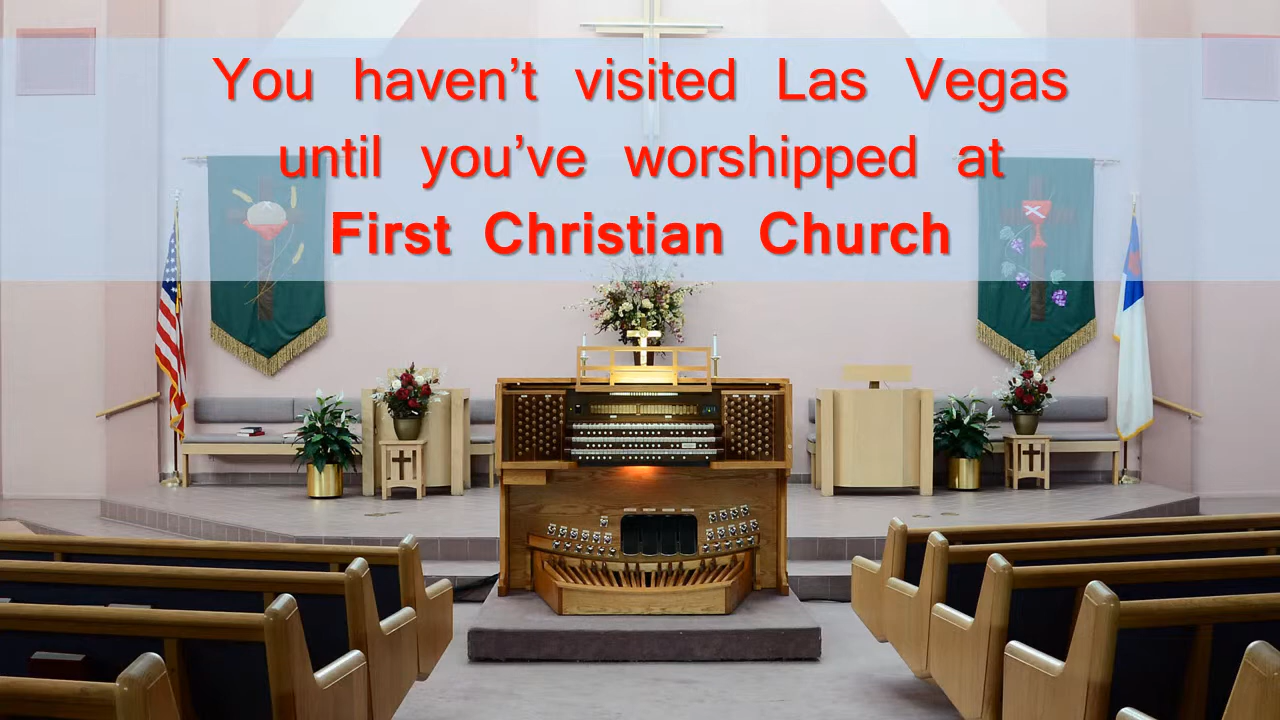 You haven’t visited Las Vegas
until you’ve worshipped at
First Christian Church